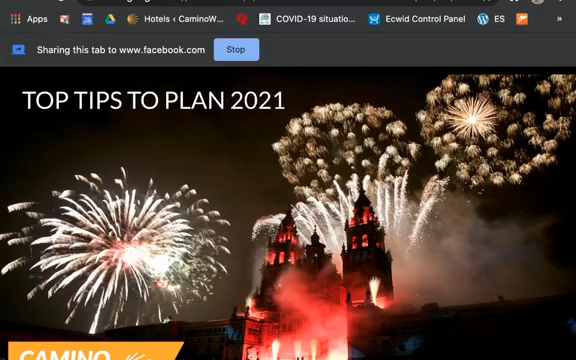 Apps
28
Hotels ‹ CaminoW...
COVID-19 situatio...
Ecwid Control Panel
ES
»
Sharing this tab to www.facebook.com
Stop
TOP TIPS TO PLAN 2021
CAMINO